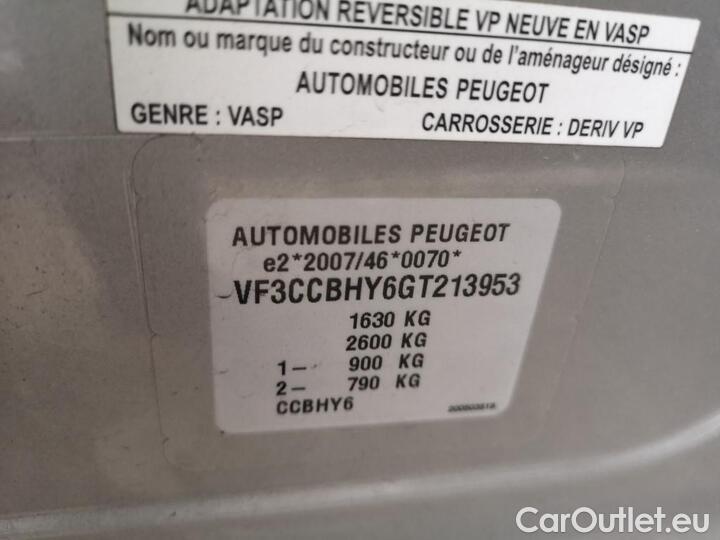 ADAPTATION REVERSIBLE VP NEUVE EN VASP
Nom ou marque du constructeur ou de l'aménageur désigné :
AUTOMOBILES PEUGEOT
GENRE : VASP CARROSSERIE : DERIV VP
AUTOMOBILES PEUGEOT
e2*2007/46*0070*
VF3CCBHY6GT213953
1630 KG
2600 KG
1- 900 KG
2- 790 KG
CCBHY6
CarOutlet.eu